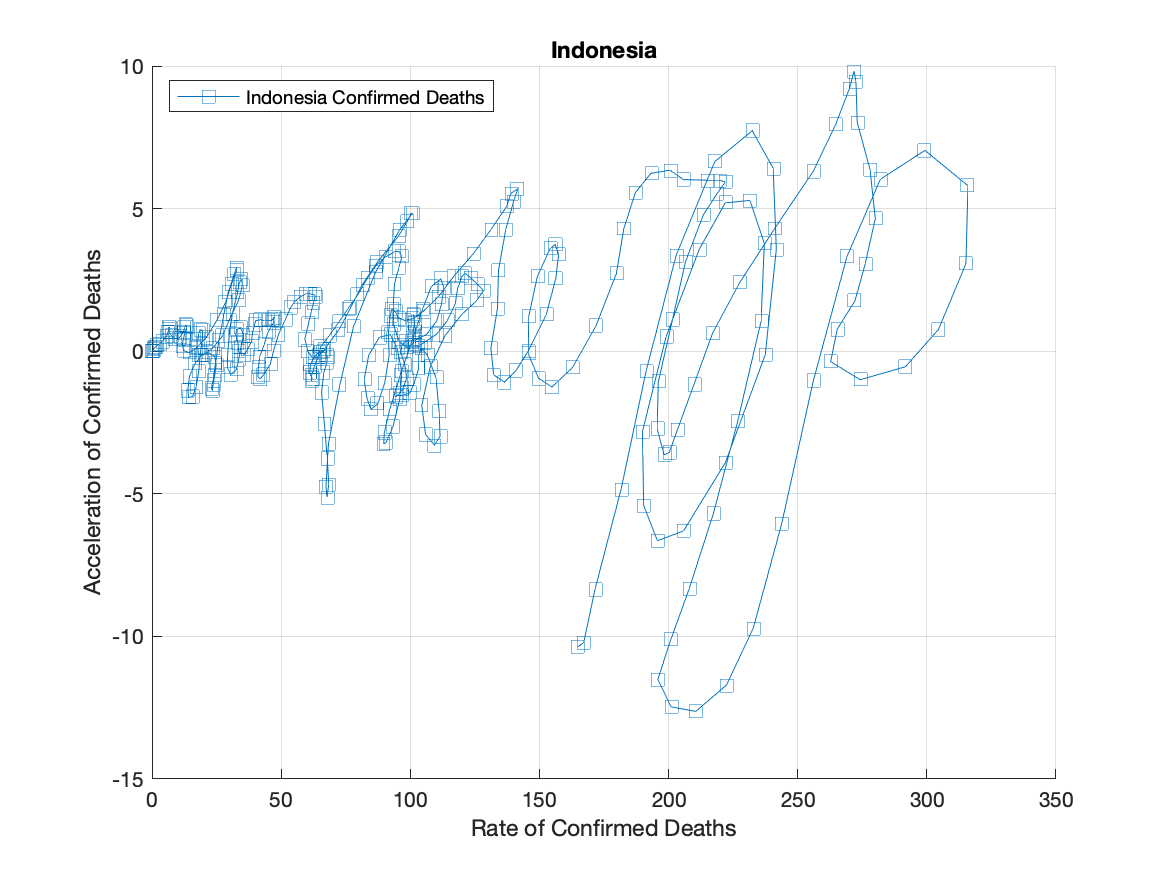 Indonesia
Indonesia Confirmed Deaths
Acceleration of Confirmed Deaths
10
5
0
-5
-10
-15
0 50 100 150 200 250 300 350
Rate of Confirmed Deaths